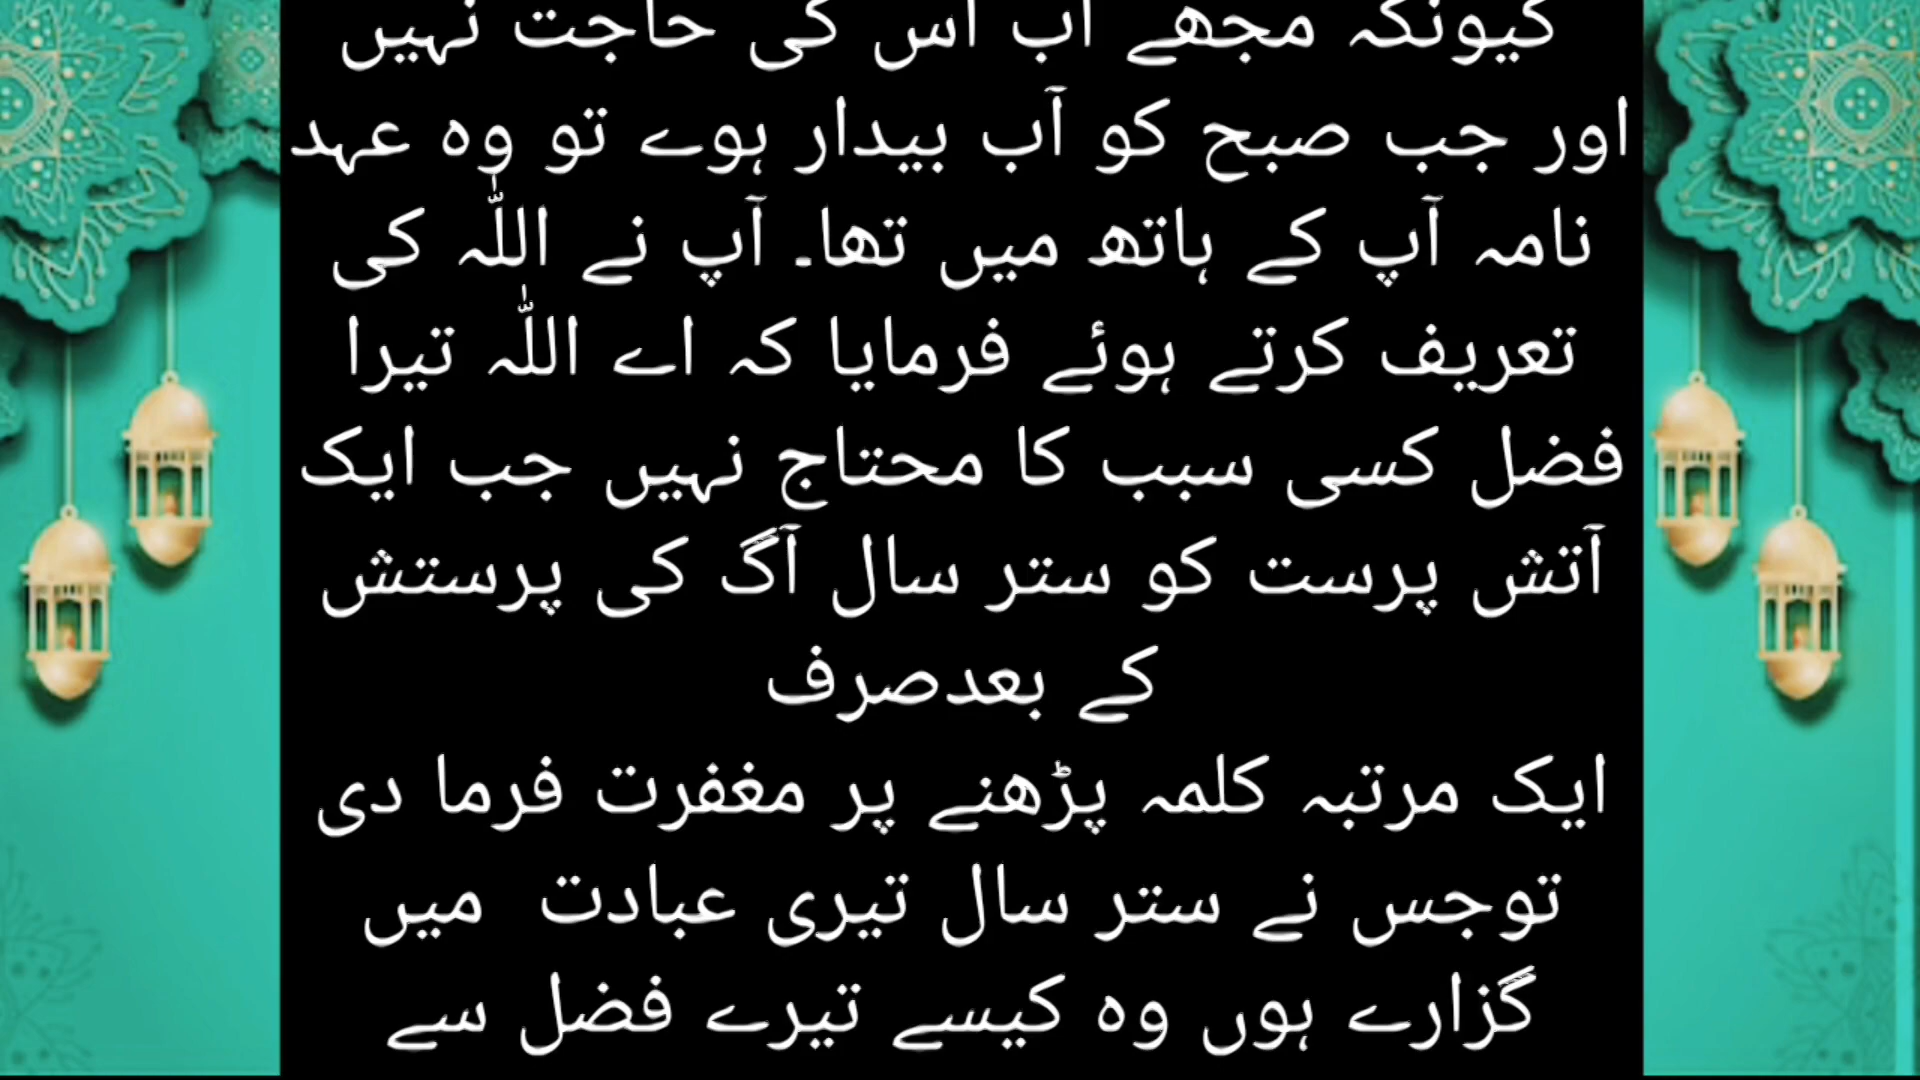 کیونکہ مجھے اب اس کی حاجت نہیں
اور جب صبح کو آب بیدار ہوے تو وہ عہد
نامہ آپ کے ہاتھ میں تھا۔ آپ نے اللّٰہ کی
تعریف کرتے ہوئے فرمایا کہ اے اللّٰہ تیرا
فضل کسی سبب کا محتاج نہیں جب ایک
آتش پرست کو ستر سال آگ کی پرستش
کے بعدصرف
ایک مرتبہ کلمہ پڑھنے پر مغفرت فرما دی
توجس نے ستر سال تیری عبادت میں
گزارے ہوں وہ کیسے تیرے فضل سے